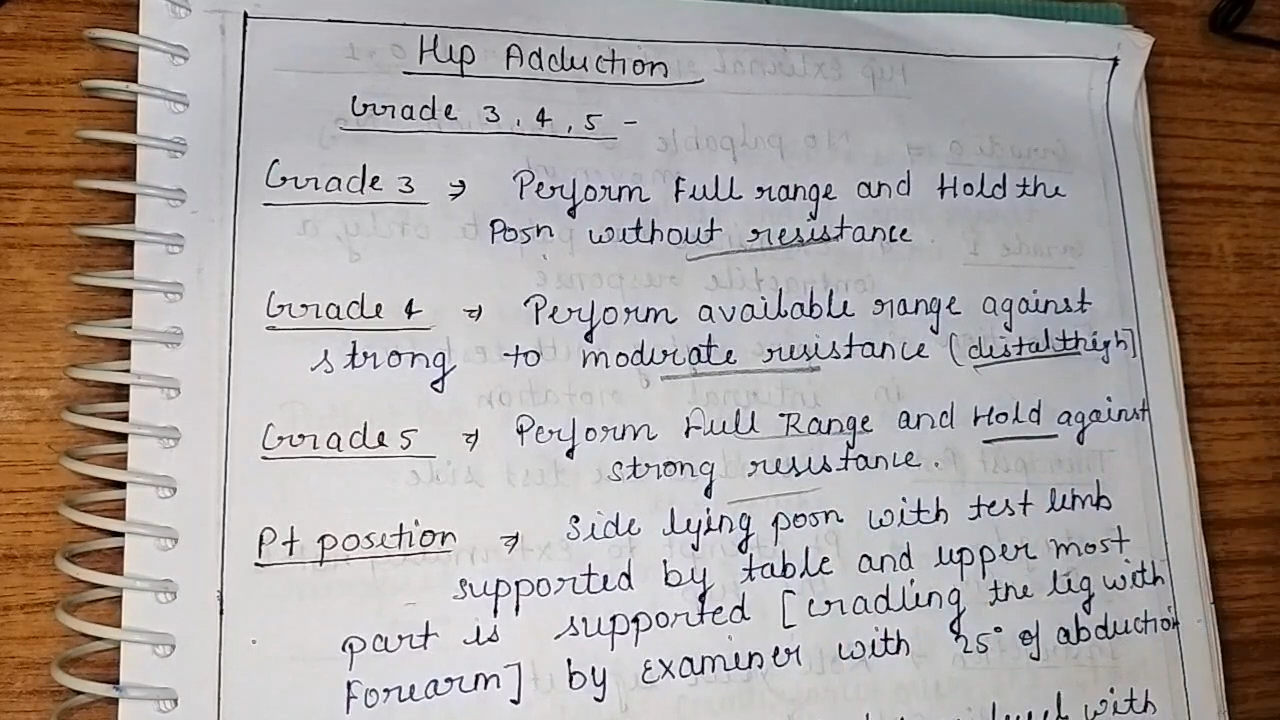 Hip Adduction
Grade 3, 4, 5 -
Grade 3 ⇒ Perform Full range and Hold the
Posn without resistance
Grade 4 ⇒ Perform available range against
strong to moderate resistance (distal thigh]
Grade 5 ⇒ Perform Full Range and Hold against
strong resistance.
Pt position ⇒ Side lying posn with test limb
supported by table and upper most
part is supported [cradling the leg with
Forearm] by Examiner with 25° of abduction
with